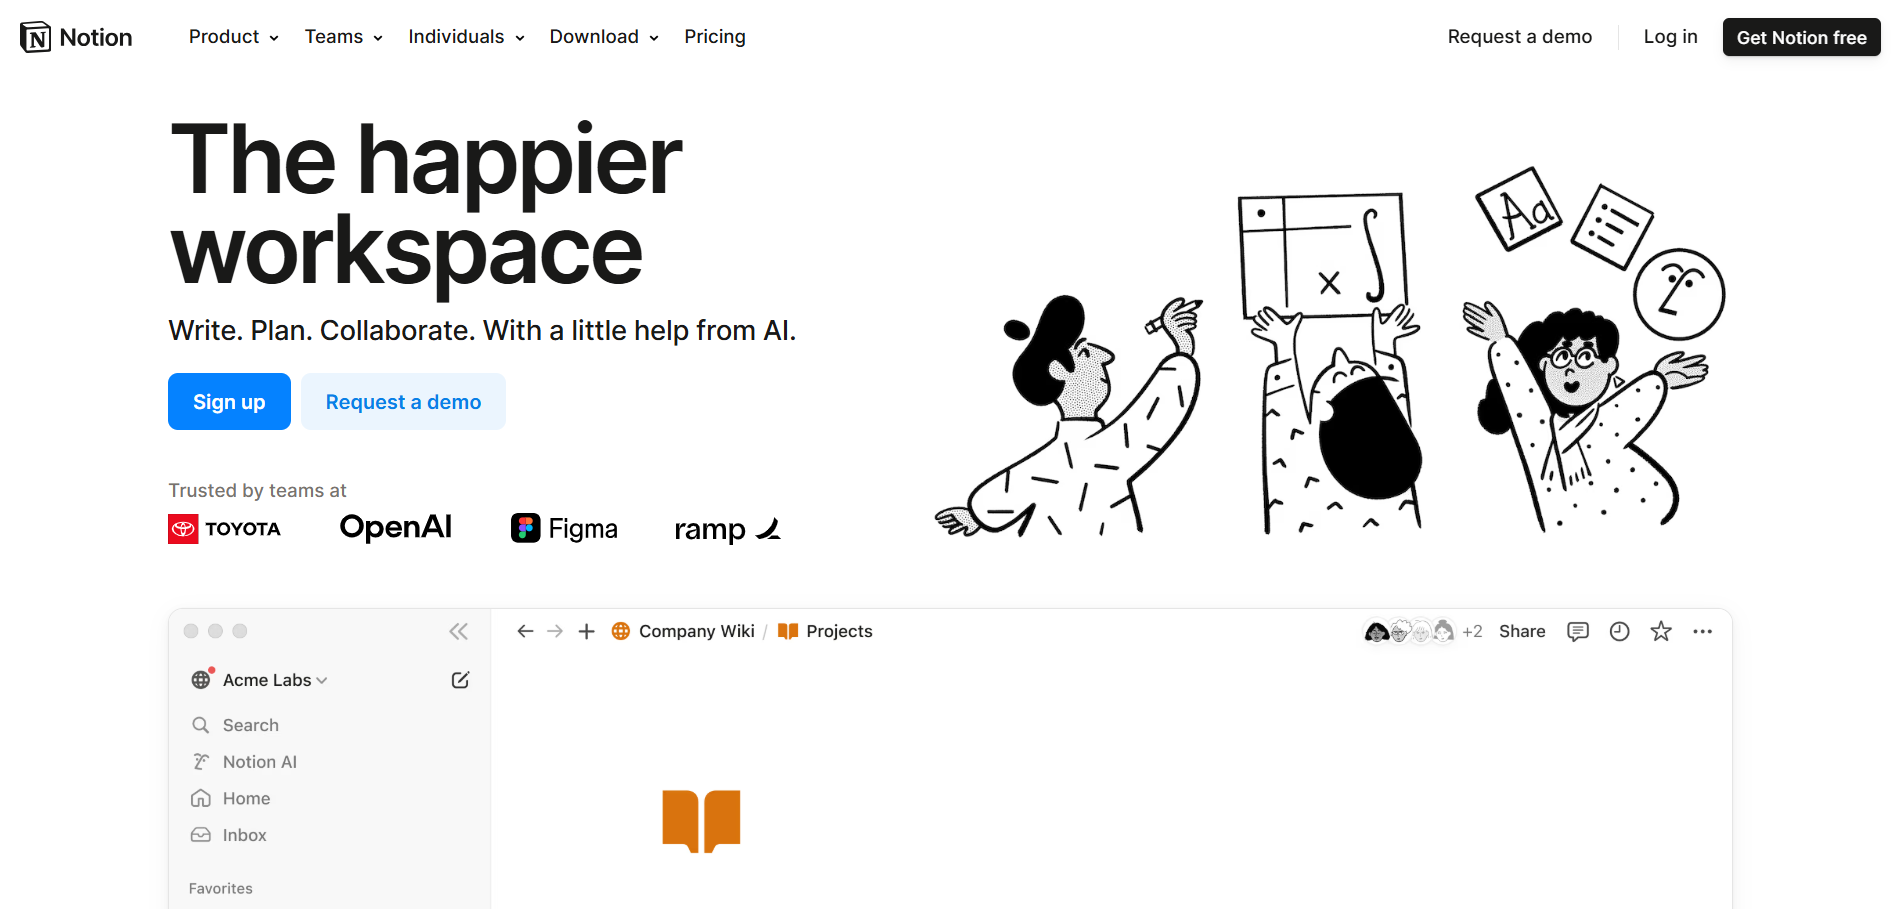 Notion
Product
Teams
Individuals
Download
Pricing
Request a demo
Log in
Get Notion free
The happier
workspace
Write. Plan. Collaborate. With a little help from AI.
Sign up
Request a demo
Trusted by teams at
TOYOTA
OpenAI
Figma
ramp
x
Aa
Acme Labs
Search
Notion AI
Home
Inbox
Favorites
Company Wiki / Projects
+2
Share